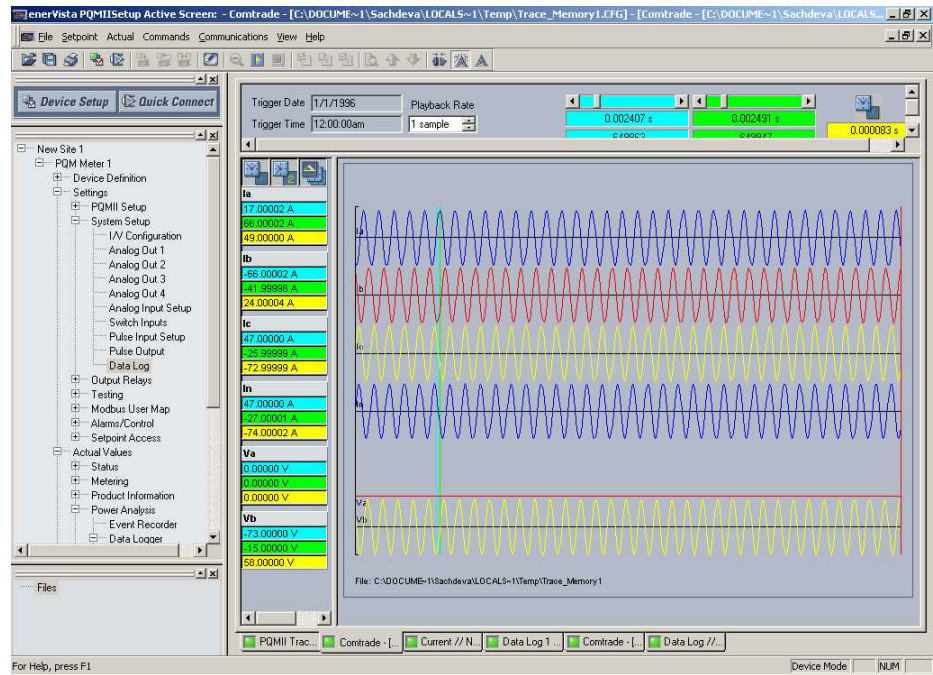 enerVista PQMIISetup Active Screen: - Comtrade - [C:\DOCUME~1\Sachdeva\LOCALS~1\Temp\Trace_Memory1.CFG] - [Comtrade - [C:\DOCUME~1\Sachdeva\LOCALS...
File Setpoint Actual Commands Communications View Help
Device Setup Quick Connect
New Site 1
PQM Meter 1
Device Definition
Settings
PQMII Setup
System Setup
I/V Configuration
Analog Out 1
Analog Out 2
Analog Out 3
Analog Out 4
Analog Input Setup
Switch Inputs
Pulse Input Setup
Pulse Output
Data Log
Output Relays
Testing
Modbus User Map
Alarms/Control
Setpoint Access
Actual Values
Status
Metering
Product Information
Power Analysis
Event Recorder
Data Logger
Files
Trigger Date 1/1/1996
Trigger Time 12:00:00am
Playback Rate
1 sample
0.002407 s
0.002491 s
0.000083 s
Ia
17.00002 A
66.00002 A
49.00000 A
Ib
-66.00002 A
-41.99998 A
24.00004 A
Ic
47.00000 A
-25.99999 A
-72.99999 A
In
47.00000 A
-27.00001 A
-74.00002 A
Va
0.00000 V
0.00000 V
0.00000 V
Vb
-73.00000 V
-15.00000 V
58.00000 V
Ia
Ib
Ic
In
Va
Vb
File: C:\DOCUME~1\Sachdeva\LOCALS~1\Temp\Trace_Memory1
PQMII Trac... Comtrade - [... Current // N... Data Log 1 ... Comtrade - [... Data Log //...
For Help, press F1
Device Mode NUM